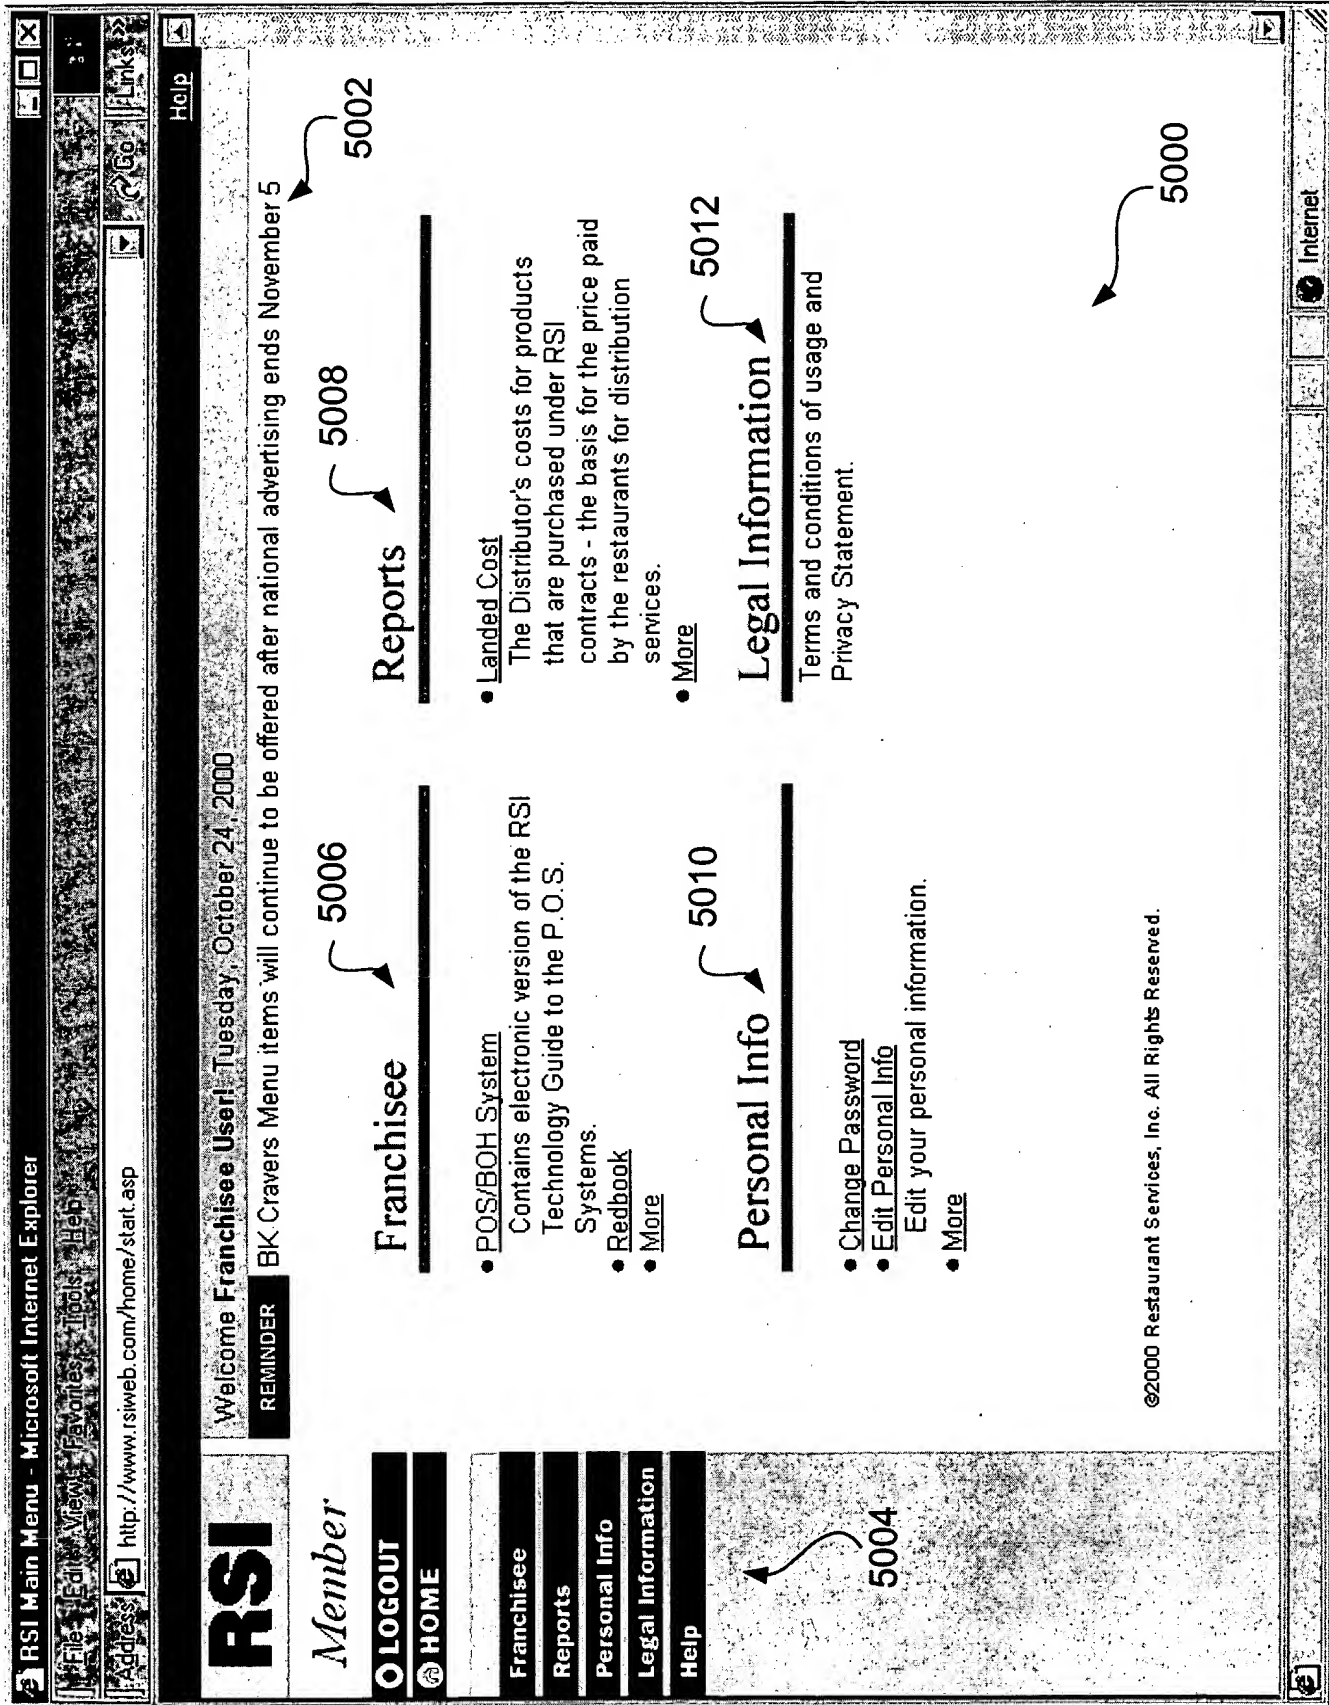 RSI Main Menu - Microsoft Internet Explorer
File Edit View Favorites Tools Help
Address http://www.rsiweb.com/home/start.asp Go Links »
Help
RSI
Welcome Franchisee User! Tuesday, October 24, 2000
REMINDER BK Cravers Menu items will continue to be offered after national advertising ends November 5
5002
Member
LOGOUT
HOME
Franchisee
Reports
Personal Info
Legal Information
Help
5004
Franchisee
5006
• POS/BOH System
Contains electronic version of the RSI
Technology Guide to the P.O.S.
Systems.
• Redbook
• More
Reports
5008
• Landed Cost
The Distributor's costs for products
that are purchased under RSI
contracts - the basis for the price paid
by the restaurants for distribution
services.
• More
Personal Info
5010
• Change Password
• Edit Personal Info
Edit your personal information.
• More
Legal Information
5012
Terms and conditions of usage and
Privacy Statement.
5000
©2000 Restaurant Services, Inc. All Rights Reserved.
Internet